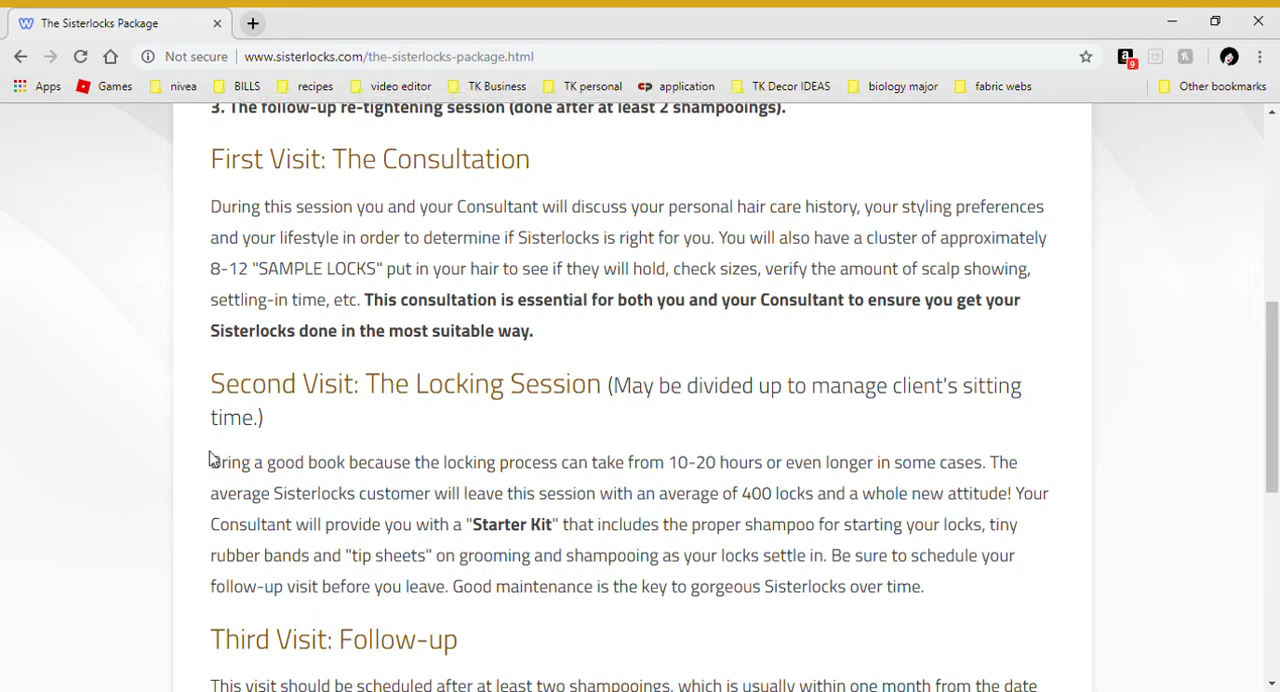 The Sisterlocks Package
Not secure www.sisterlocks.com/the-sisterlocks-package.html
9
Apps Games nivea BILLS recipes video editor TK Business TK personal application TK Decor IDEAS biology major fabric webs Other bookmarks
3. The follow-up re-tightening session (done after at least 2 shampooings).
First Visit: The Consultation
During this session you and your Consultant will discuss your personal hair care history, your styling preferences
and your lifestyle in order to determine if Sisterlocks is right for you. You will also have a cluster of approximately
8-12 "SAMPLE LOCKS" put in your hair to see if they will hold, check sizes, verify the amount of scalp showing,
settling-in time, etc. This consultation is essential for both you and your Consultant to ensure you get your
Sisterlocks done in the most suitable way.
Second Visit: The Locking Session (May be divided up to manage client's sitting
time.)
Bring a good book because the locking process can take from 10-20 hours or even longer in some cases. The
average Sisterlocks customer will leave this session with an average of 400 locks and a whole new attitude! Your
Consultant will provide you with a "Starter Kit" that includes the proper shampoo for starting your locks, tiny
rubber bands and "tip sheets" on grooming and shampooing as your locks settle in. Be sure to schedule your
follow-up visit before you leave. Good maintenance is the key to gorgeous Sisterlocks over time.
Third Visit: Follow-up
This visit should be scheduled after at least two shampooings, which is usually within one month from the date